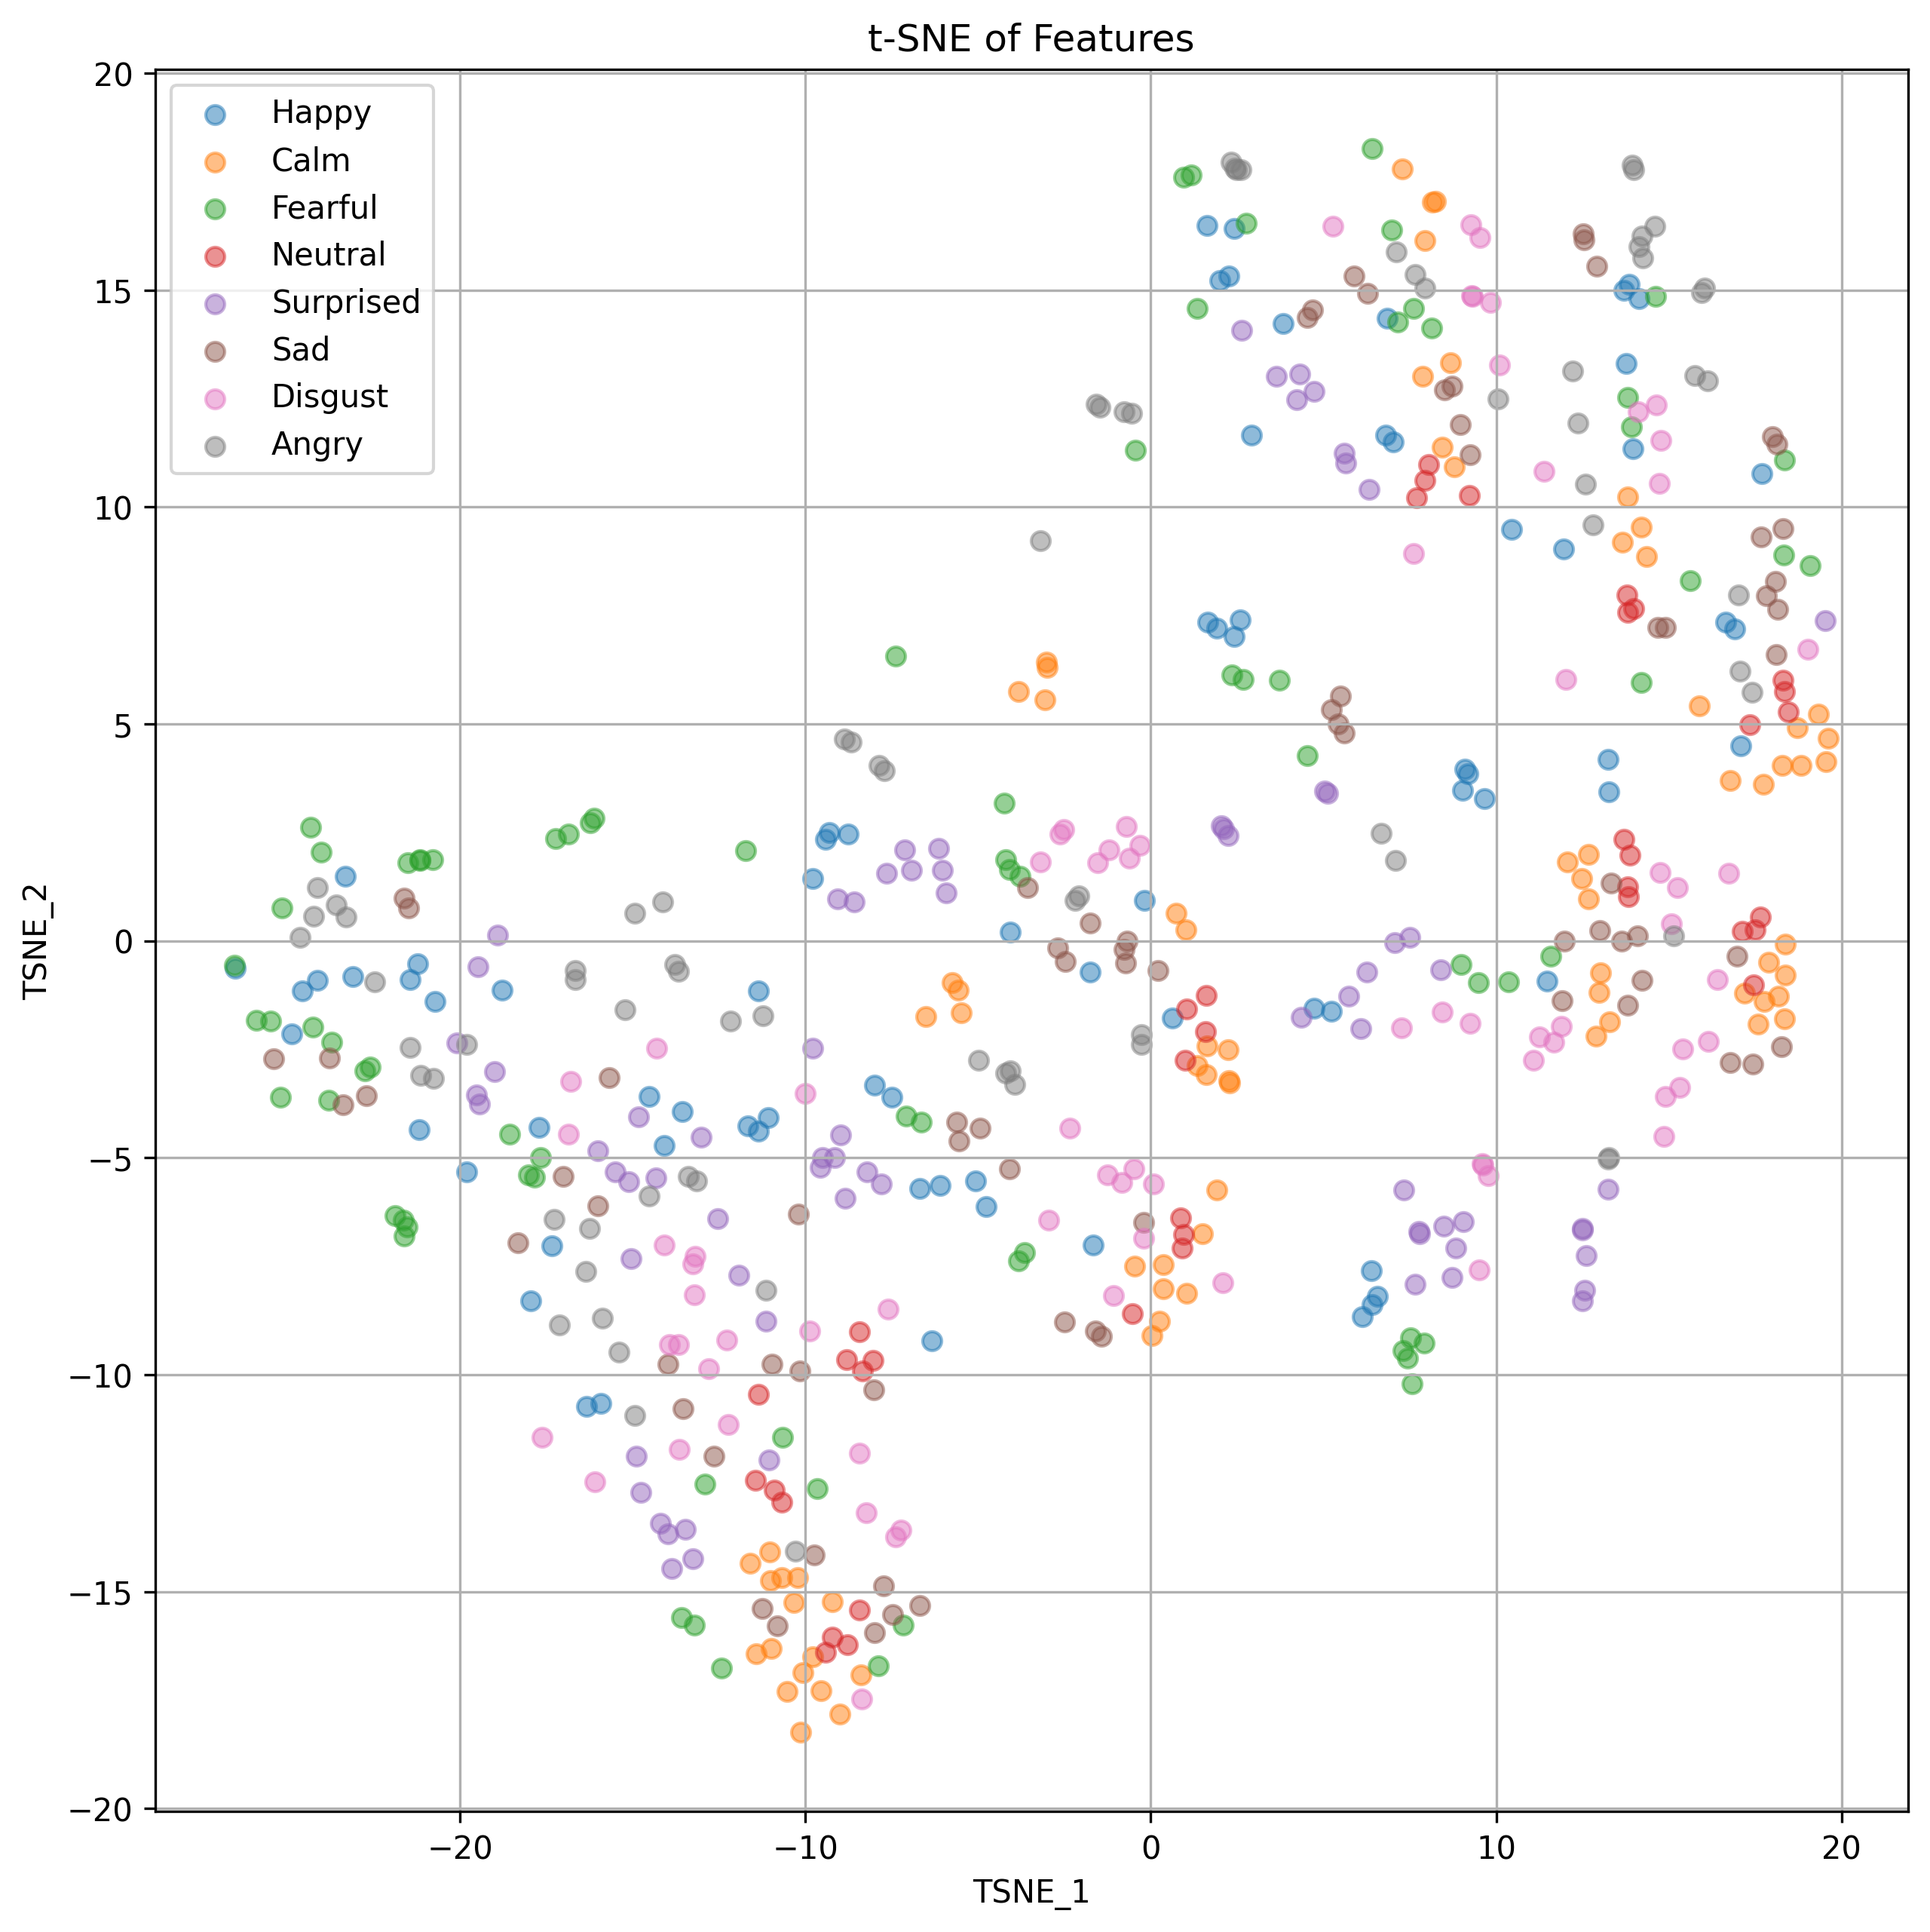 t-SNE of Features
20
15
10
5
0
−5
−10
−15
−20
TSNE_2
Happy
Calm
Fearful
Neutral
Surprised
Sad
Disgust
Angry
−20
−10
0
10
20
TSNE_1